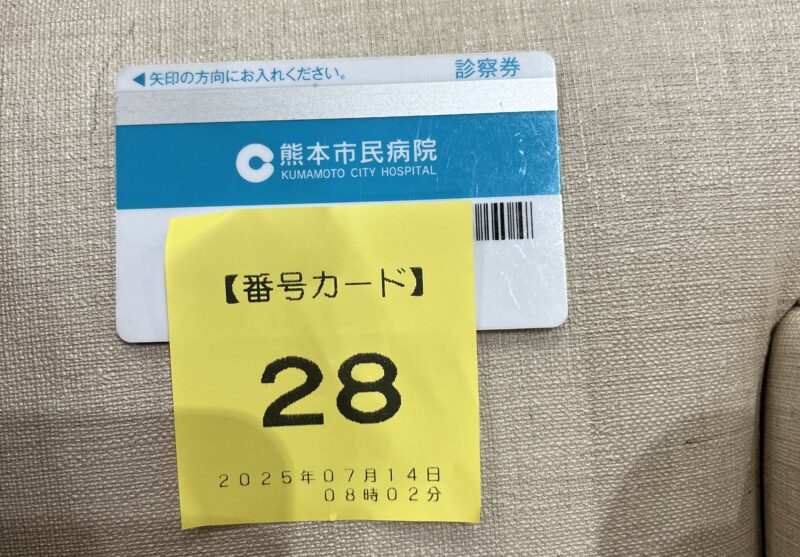 ◀矢印の方向にお入れください。 診察券
熊本市民病院
KUMAMOTO CITY HOSPITAL
【番号カード】
28
2025年07月14日
08時02分